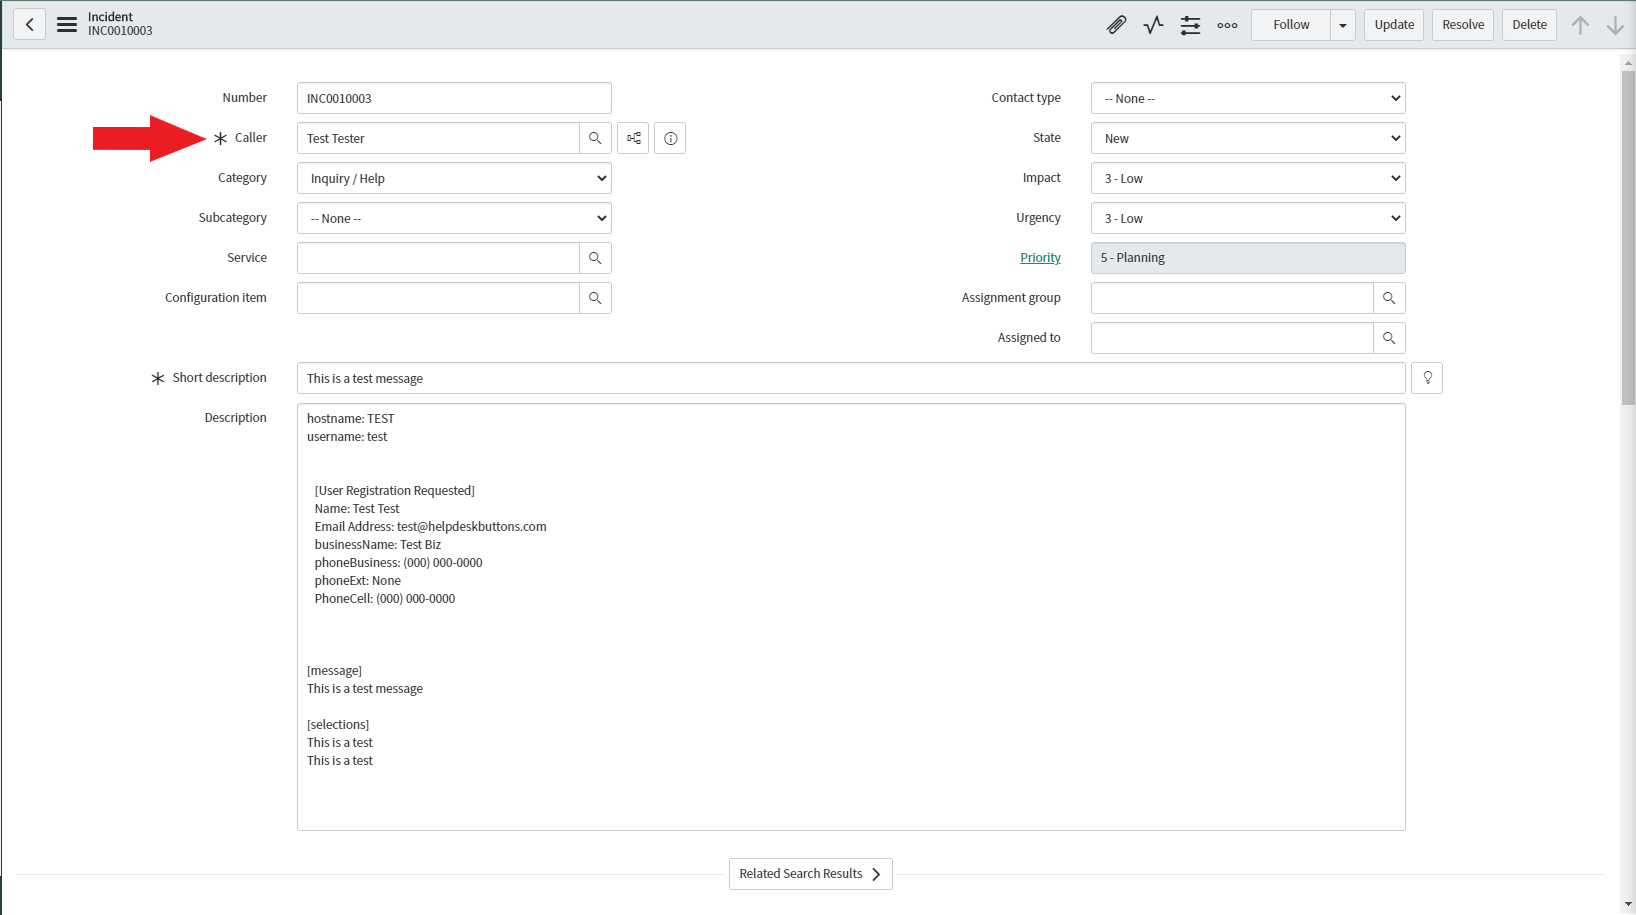 Incident
INC0010003
Follow
Update
Resolve
Delete
Number
INC0010003
Contact type
-- None --
Caller
Test Tester
State
New
Category
Inquiry / Help
Impact
3 - Low
Subcategory
-- None --
Urgency
3 - Low
Service
Priority
5 - Planning
Configuration item
Assignment group
Assigned to
Short description
This is a test message
Description
hostname: TEST
username: test
[User Registration Requested]
Name: Test Test
Email Address: test@helpdeskbuttons.com
businessName: Test Biz
phoneBusiness: (000) 000-0000
phoneExt: None
PhoneCell: (000) 000-0000
[message]
This is a test message
[selections]
This is a test
This is a test
Related Search Results